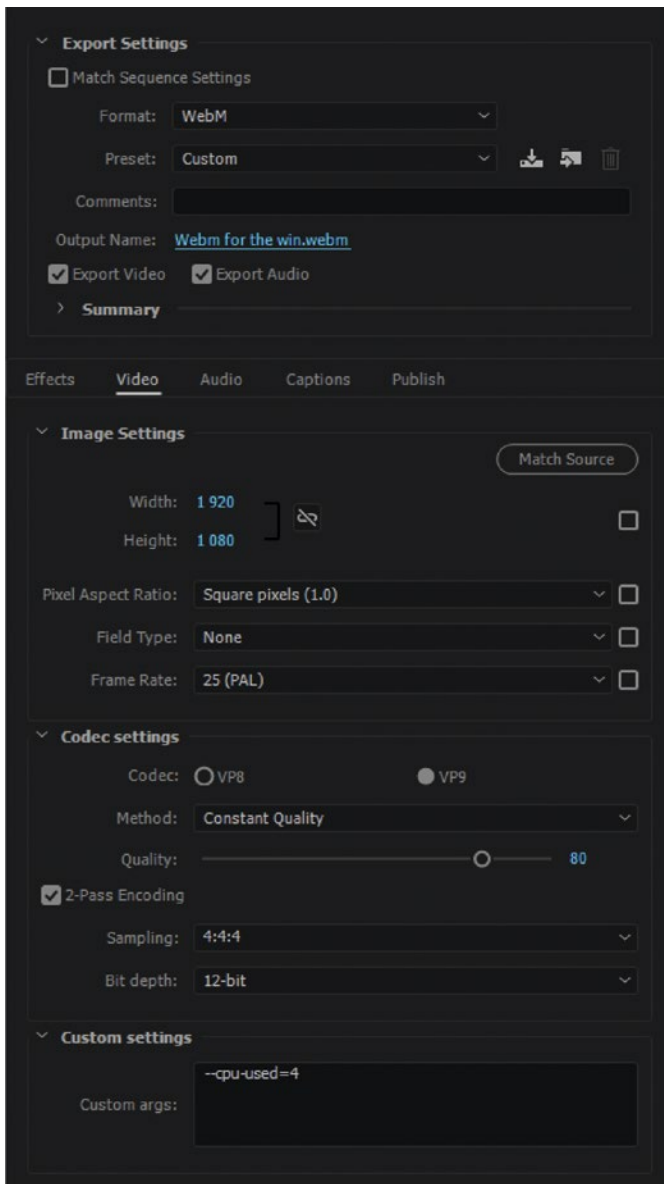 Export Settings
Match Sequence Settings
Format: WebM
Preset: Custom
Comments:
Output Name: Webm for the win.webm
Export Video Export Audio
Summary
Effects Video Audio Captions Publish
Image Settings
Match Source
Width: 1 920
Height: 1 080
Pixel Aspect Ratio: Square pixels (1.0)
Field Type: None
Frame Rate: 25 (PAL)
Codec settings
Codec: VP8 VP9
Method: Constant Quality
Quality: 80
2-Pass Encoding
Sampling: 4:4:4
Bit depth: 12-bit
Custom settings
--cpu-used=4
Custom args: